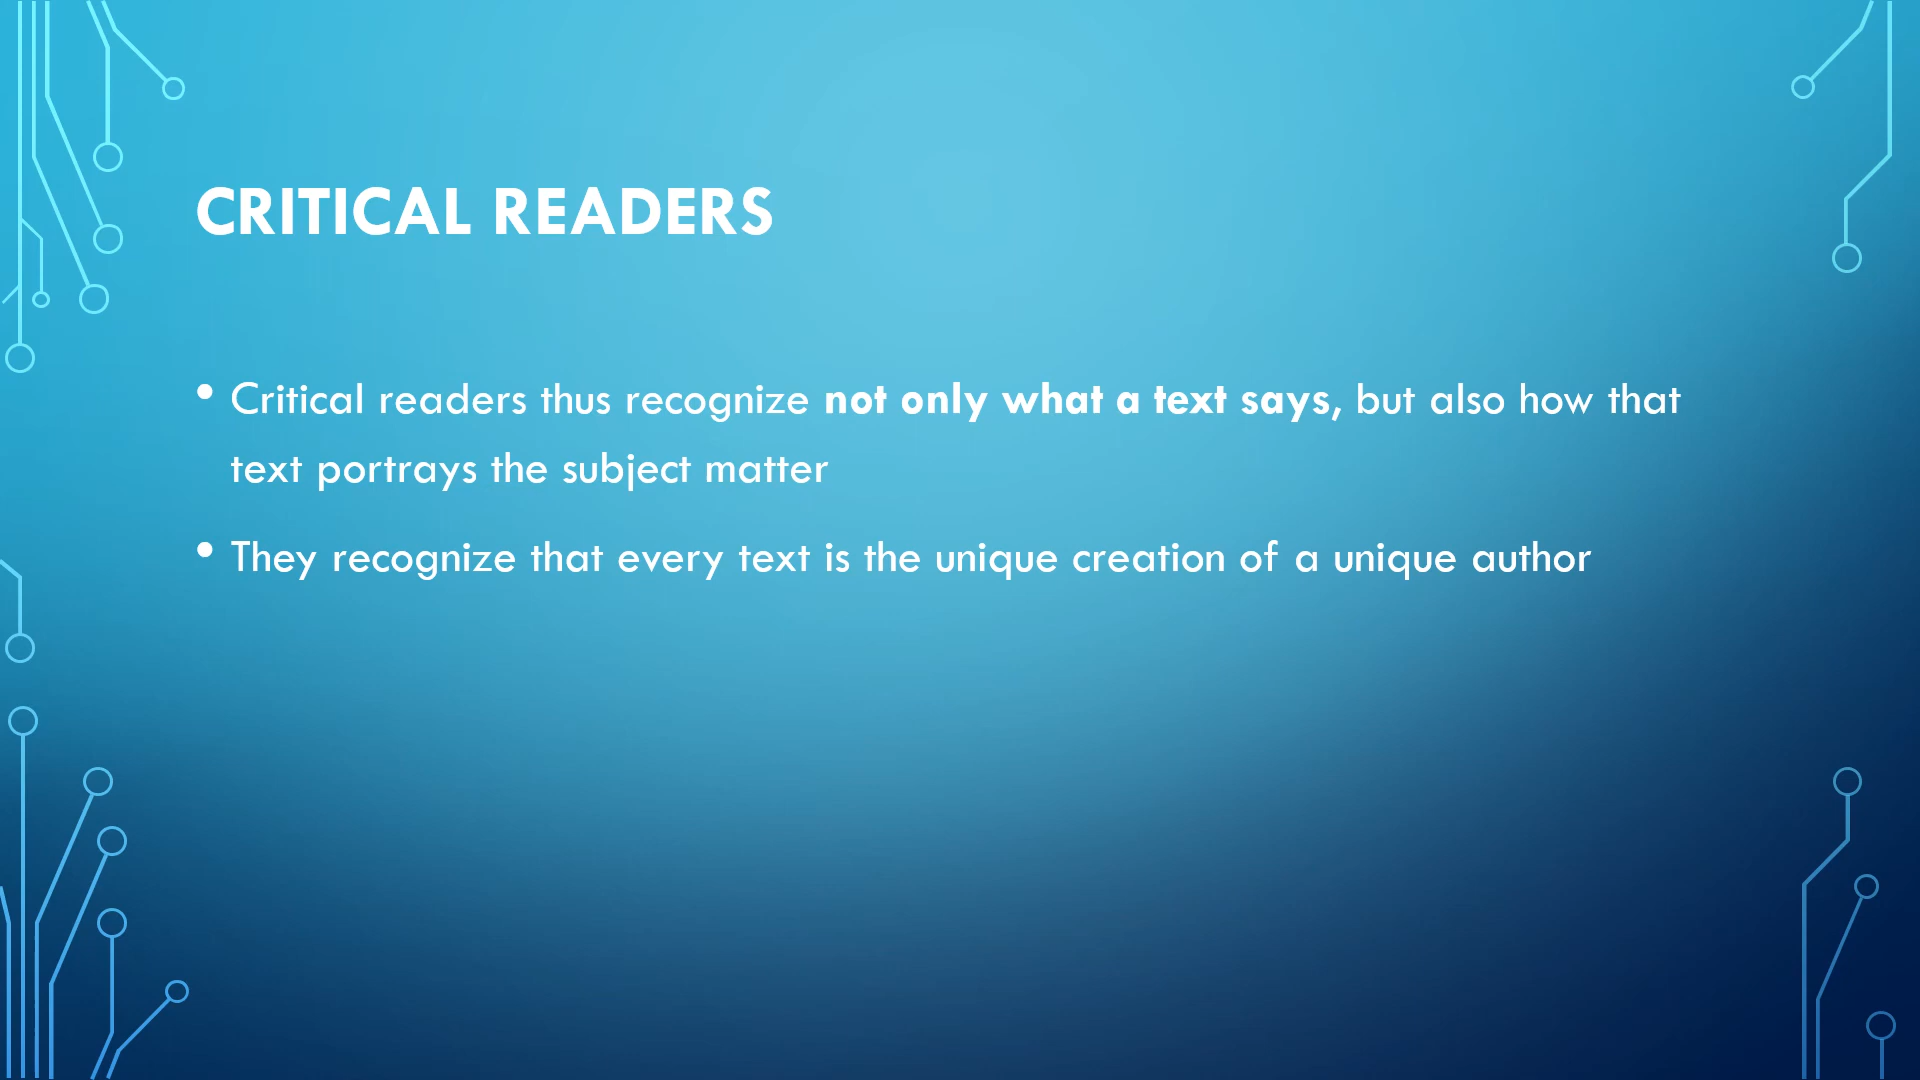 CRITICAL READERS
• Critical readers thus recognize not only what a text says, but also how that
text portrays the subject matter
• They recognize that every text is the unique creation of a unique author